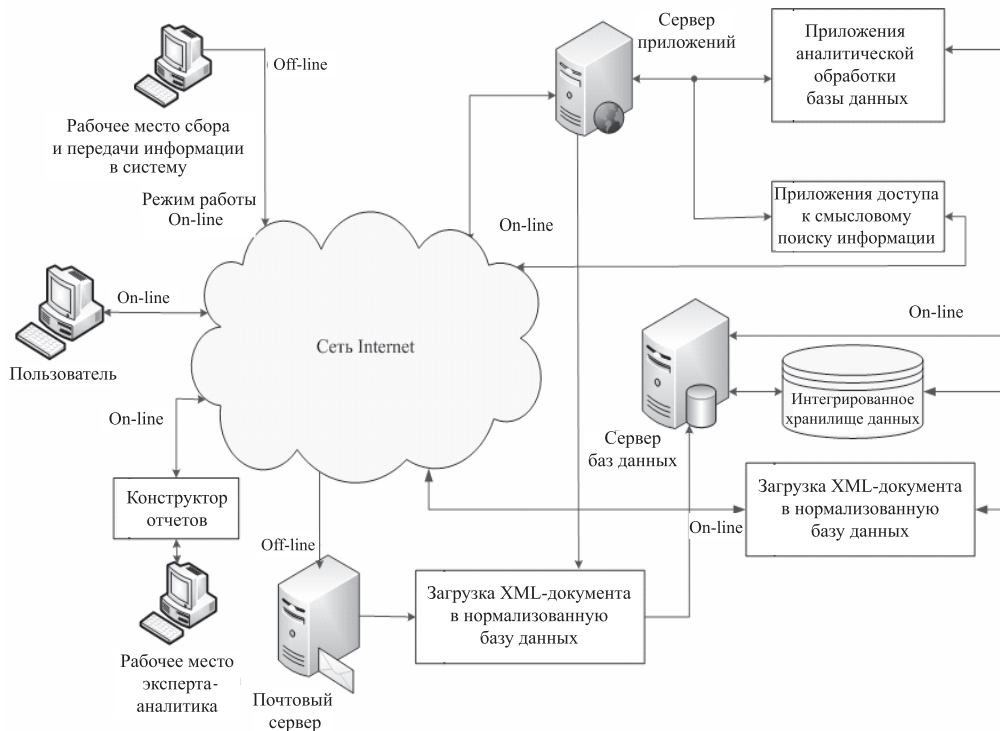 Сервер
приложений
Приложения
аналитической
обработки
базы данных
Off-line
Рабочее место сбора
и передачи информации
в систему
Режим работы
On-line
On-line
Приложения доступа
к смысловому
поиску информации
On-line
Пользователь
Сеть Internet
On-line
Интегрированное
хранилище данных
Сервер
баз данных
On-line
Конструктор
отчетов
Загрузка XML-документа
в нормализованную
базу данных
On-line
Off-line
Загрузка XML-документа
в нормализованную
базу данных
Рабочее место
эксперта-
аналитика
Почтовый
сервер